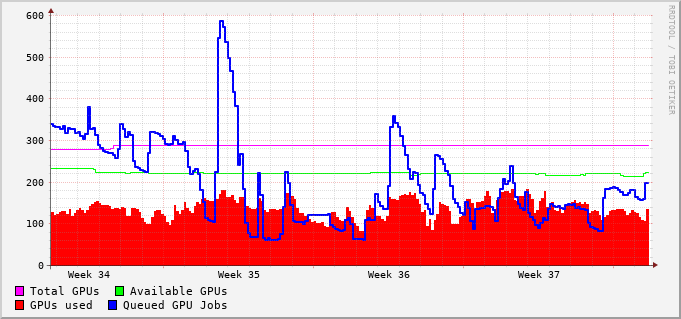 600
500
400
300
200
100
0
Week 34 Week 35 Week 36 Week 37
Total GPUs Available GPUs
GPUs used Queued GPU Jobs
RRDTOOL / TOBI OETIKER